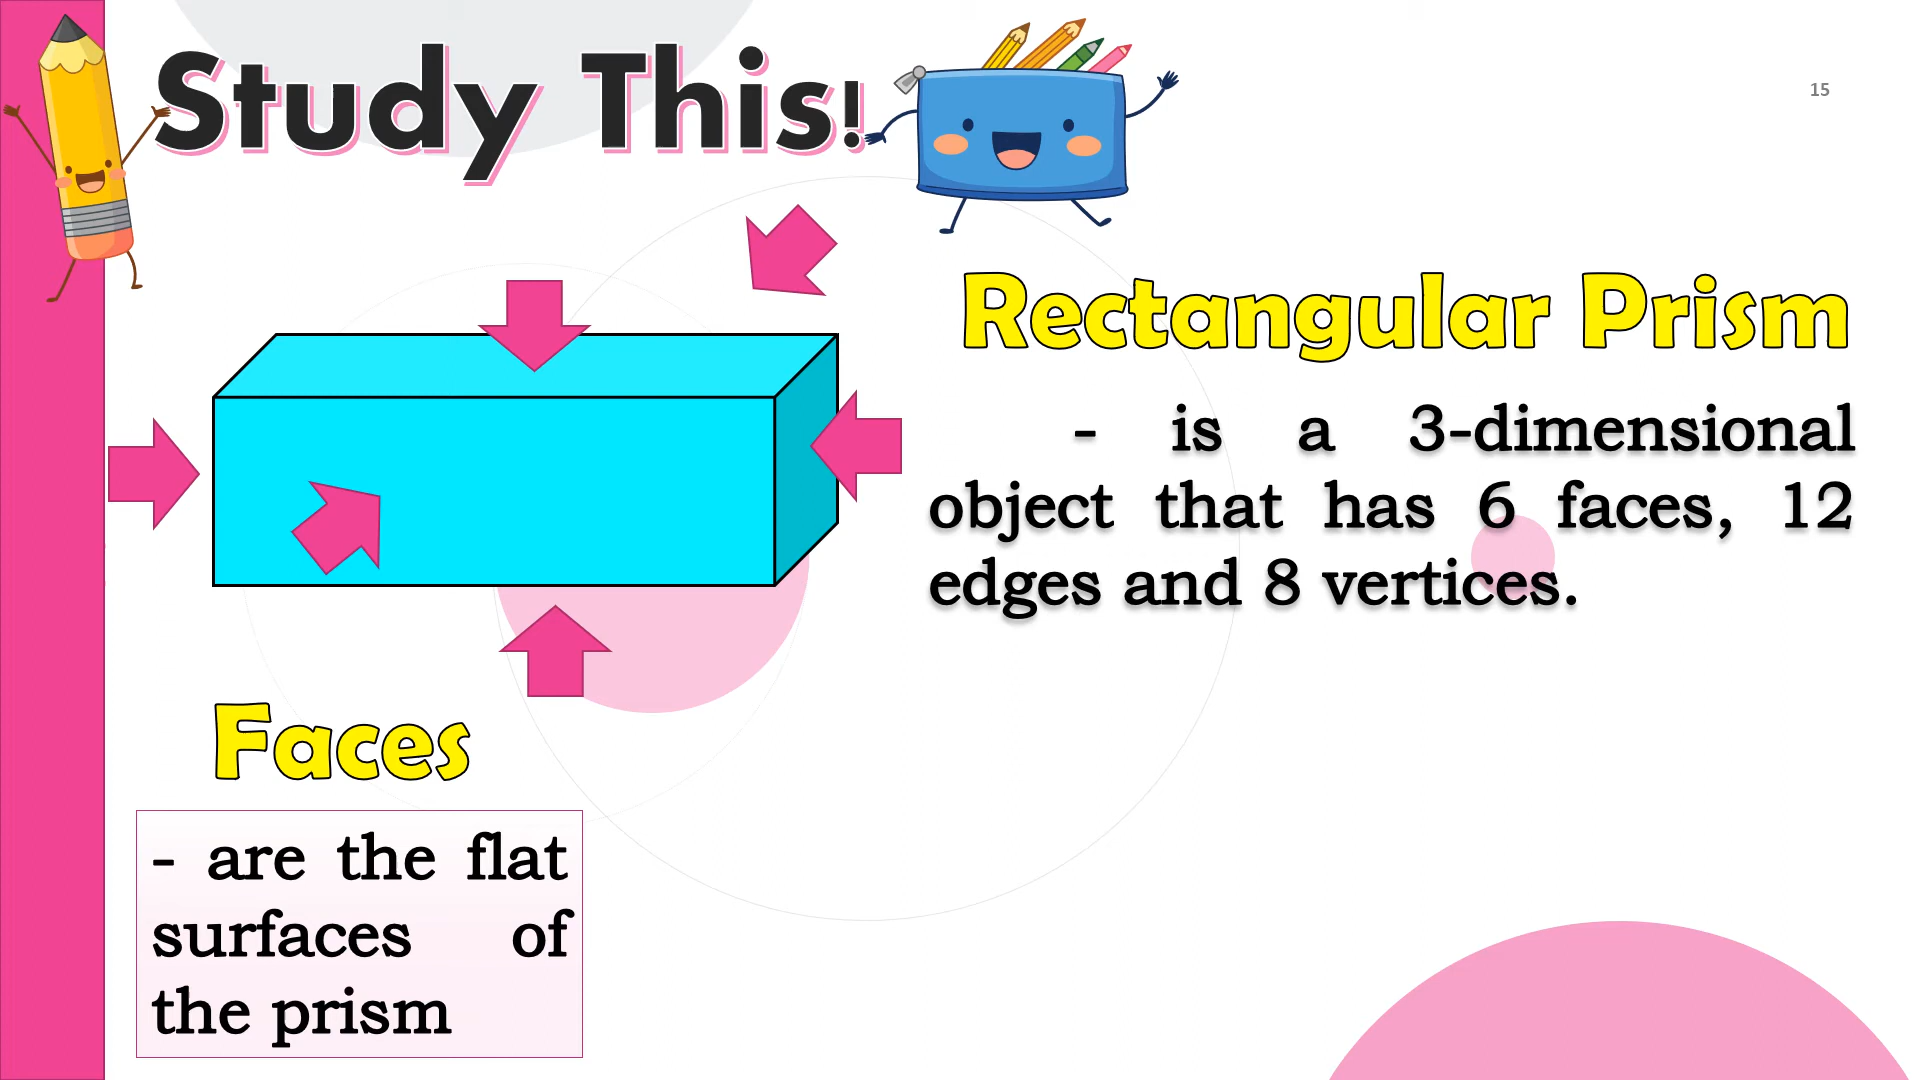 Study This!
15
Rectangular Prism
- is a 3-dimensional
object that has 6 faces, 12
edges and 8 vertices.
Faces
- are the flat
surfaces of
the prism